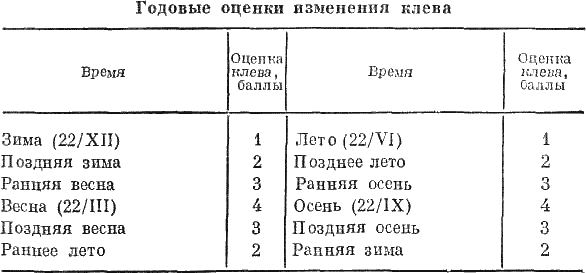 Годовые оценки изменения клева
Время Оценка клева, баллы Время Оценка клева, баллы
Зима (22/XII) 1 Лето (22/VI) 1
Поздняя зима 2 Позднее лето 2
Ранняя весна 3 Ранняя осень 3
Весна (22/III) 4 Осень (22/IX) 4
Поздняя весна 3 Поздняя осень 3
Раннее лето 2 Ранняя зима 2